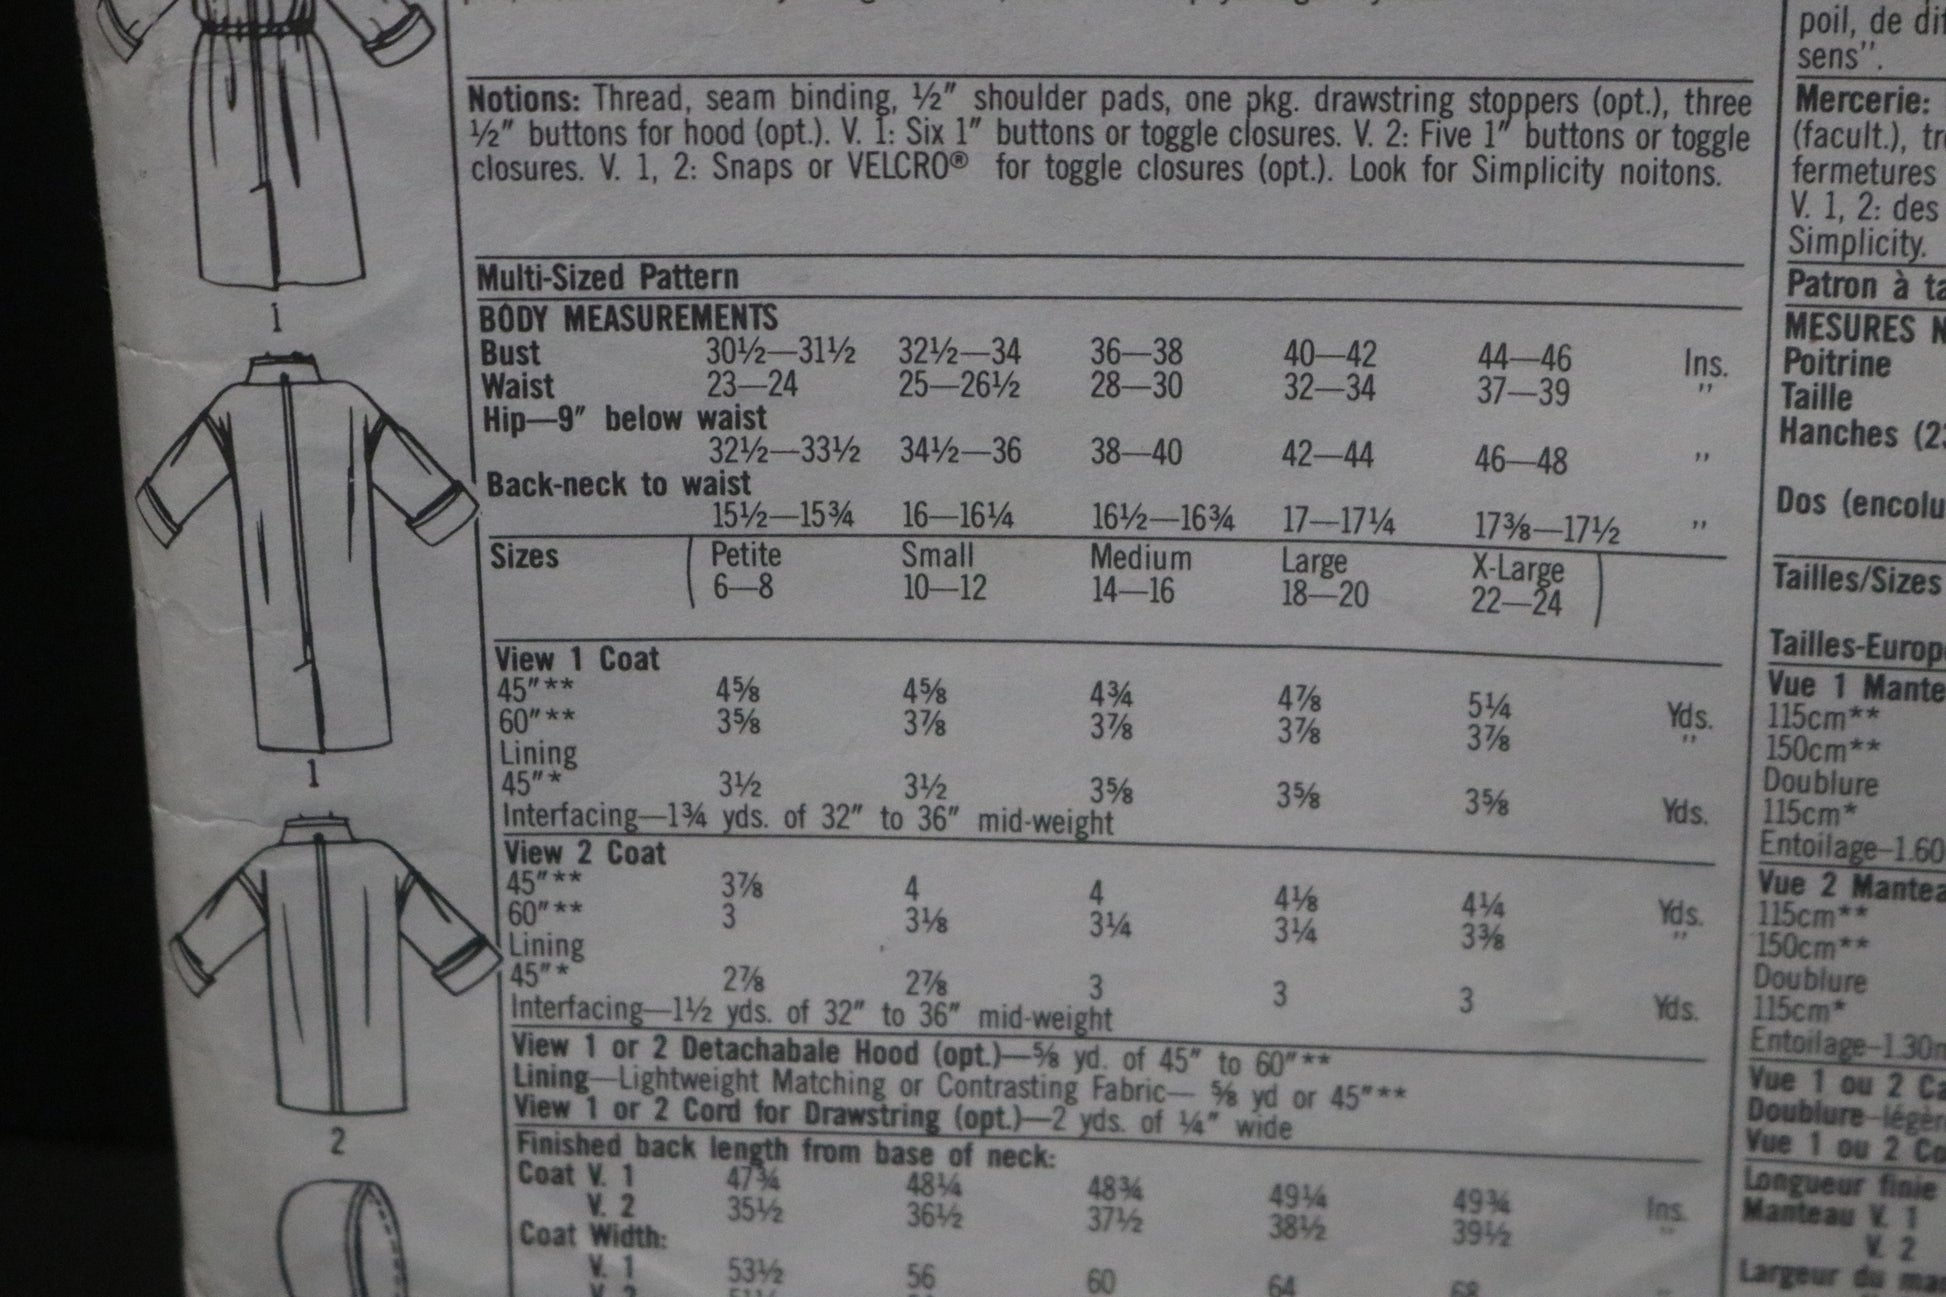 Notions: Thread, seam binding, ½" shoulder pads, one pkg. drawstring stoppers (opt.), three
½" buttons for hood (opt.). V. 1: Six 1" buttons or toggle closures. V. 2: Five 1" buttons or toggle
closures. V. 1, 2: Snaps or VELCRO® for toggle closures (opt.). Look for Simplicity noitons.
Multi-Sized Pattern
BODY MEASUREMENTS
Bust 30½—31½ 32½—34 36—38 40—42 44—46 Ins.
Waist 23—24 25—26½ 28—30 32—34 37—39 "
Hip—9" below waist
32½—33½ 34½—36 38—40 42—44 46—48 "
Back-neck to waist
15½—15¾ 16—16¼ 16½—16¾ 17—17¼ 17⅜—17½ "
Sizes Petite Small Medium Large X-Large
6—8 10—12 14—16 18—20 22—24
View 1 Coat
45"** 4⅝ 4⅝ 4¾ 4⅞ 5¼ Yds.
60"** 3⅝ 3⅞ 3⅞ 3⅞ 3⅞ "
Lining
45"* 3½ 3½ 3⅝ 3⅝ 3⅝ Yds.
Interfacing—1¾ yds. of 32" to 36" mid-weight
View 2 Coat
45"** 3⅞ 4 4 4⅛ 4¼ Yds.
60"** 3 3⅛ 3¼ 3¼ 3⅜ "
Lining
45"* 2⅞ 2⅞ 3 3 3 Yds.
Interfacing—1½ yds. of 32" to 36" mid-weight
View 1 or 2 Detachabale Hood (opt.)—⅝ yd. of 45" to 60"**
Lining—Lightweight Matching or Contrasting Fabric— ⅝ yd or 45"**
View 1 or 2 Cord for Drawstring (opt.)—2 yds. of ¼" wide
Finished back length from base of neck:
Coat V. 1 47¾ 48¼ 48¾ 49¼ 49¾ Ins.
V. 2 35½ 36½ 37½ 38½ 39½ "
Coat Width:
V. 1 53½ 56 60 64 68
V. 2
1
1
2
poil, de
sens".
Mercerie:
(facult.),
fermetures
V. 1, 2: des
Simplicity.
Patron à
MESURES
Poitrine
Taille
Hanches
Dos
Tailles/Sizes
Vue 1
115cm**
150cm**
Doublure
115cm*
Entoilage–1.60
Vue 2
115cm**
150cm**
Doublure
115cm*
Entoilage–1.30
Vue 1 ou 2
Doublure
Vue 1 ou 2
Longueur finie
Manteau V. 1
V. 2
Largeur du